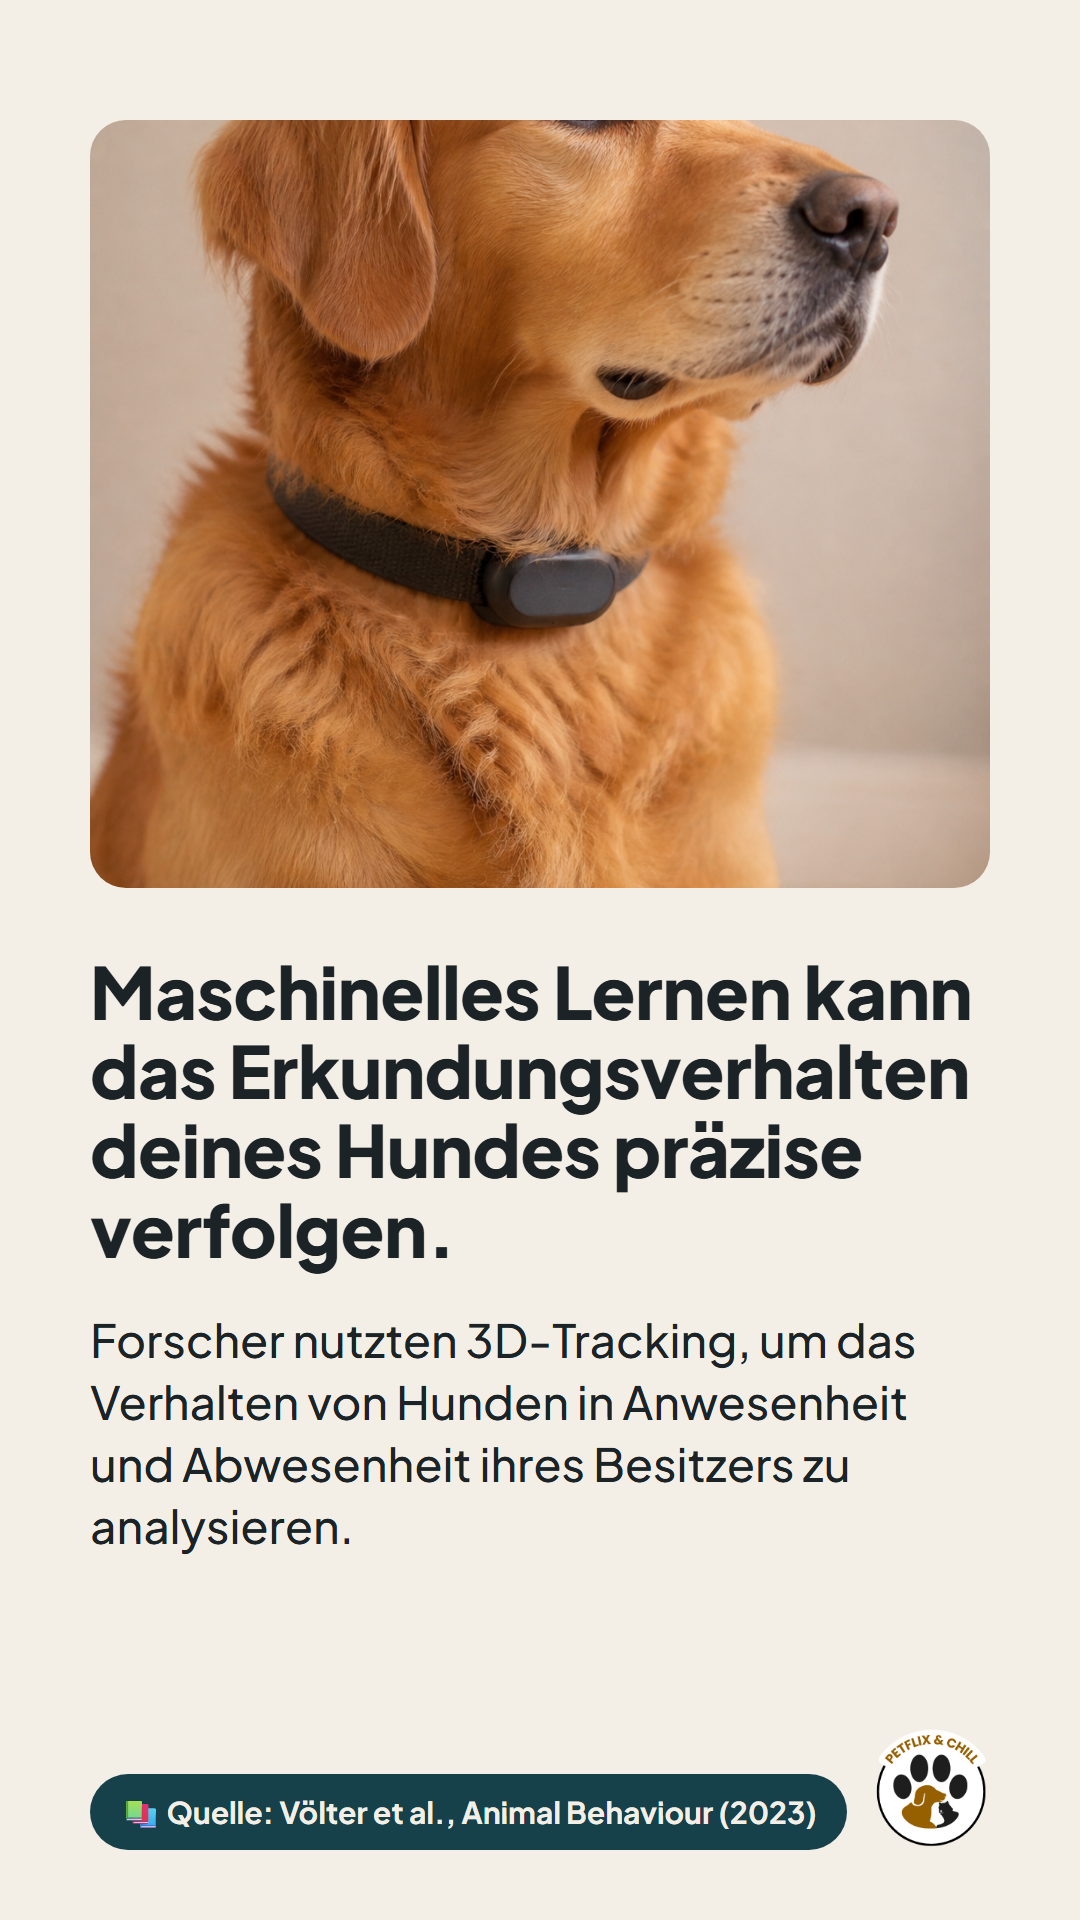 Maschinelles Lernen kann
das Erkundungsverhalten
deines Hundes präzise
verfolgen.
Forscher nutzten 3D-Tracking, um das
Verhalten von Hunden in Anwesenheit
und Abwesenheit ihres Besitzers zu
analysieren.
PETFLIX & CHILL
📚 Quelle: Völter et al., Animal Behaviour (2023)